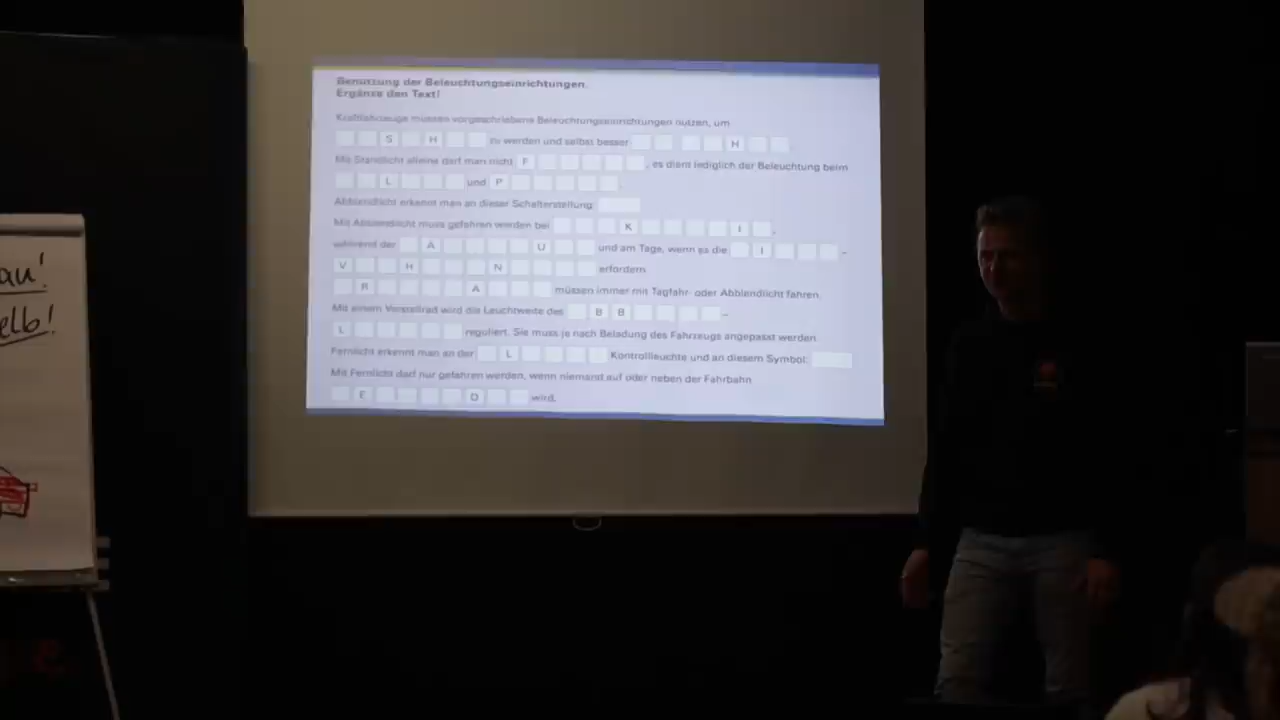 au!
elb!
Benutzung der Beleuchtungseinrichtungen.
Ergänze den Text!
Kraftfahrzeuge müssen vorgeschriebene Beleuchtungseinrichtungen nutzen, um
S H zu werden und selbst besser H .
Mit Standlicht alleine darf man nicht F , es dient lediglich der Beleuchtung beim
L und P .
Abblendlicht erkennt man an dieser Schalterstellung:
Mit Abblendlicht muss gefahren werden bei K I ,
während der A U und am Tage, wenn es die I –
V H N erfordern.
R A müssen immer mit Tagfahr- oder Abblendlicht fahren.
Mit einem Vorstellrad wird die Leuchtweite des B B –
L reguliert. Sie muss je nach Beladung des Fahrzeugs angepasst werden.
Fernlicht erkennt man an der L Kontrollleuchte und an diesem Symbol:
Mit Fernlicht darf nur gefahren werden, wenn niemand auf oder neben der Fahrbahn
E D wird.